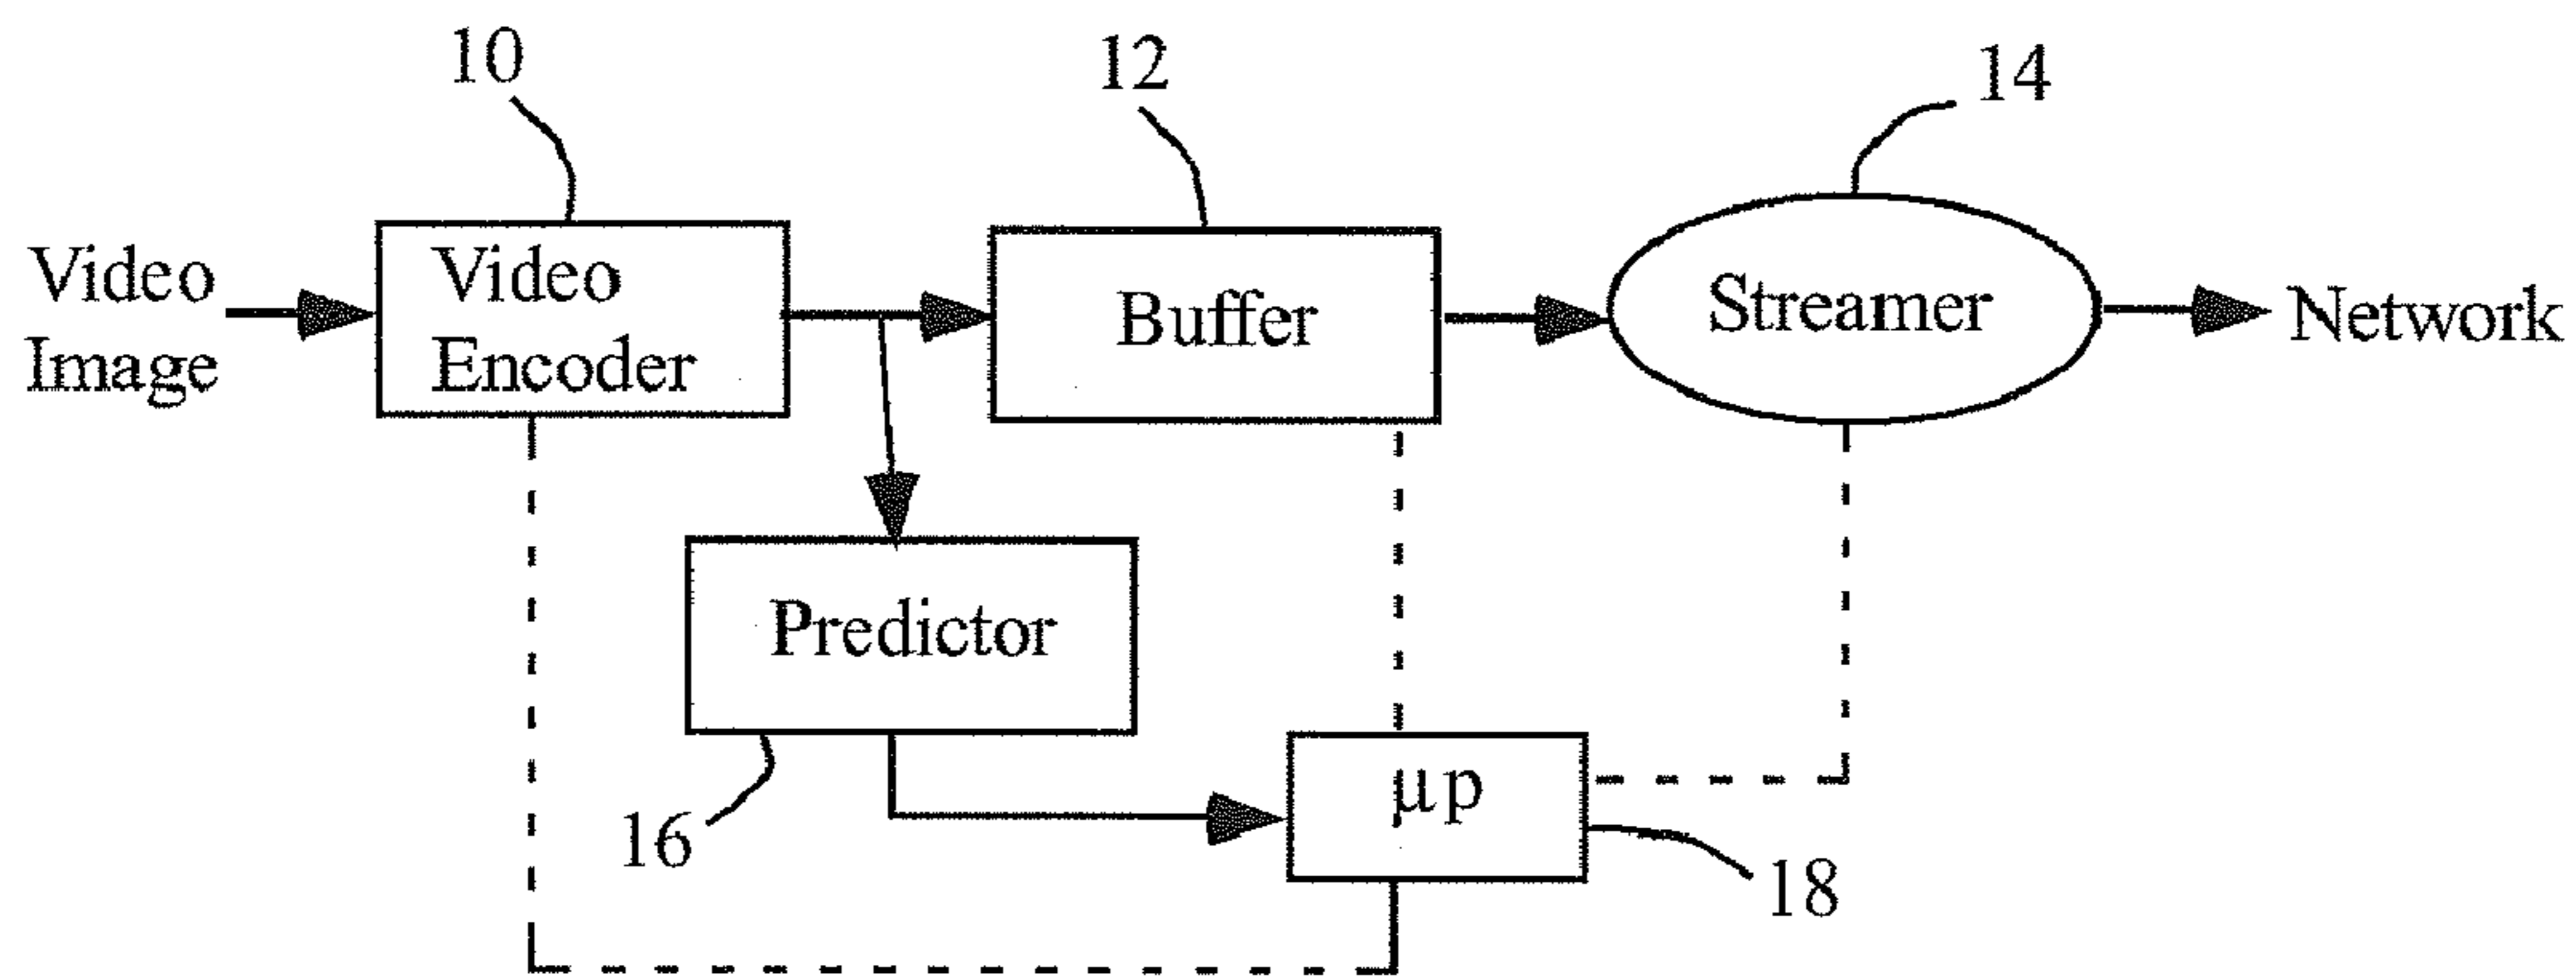 10
12
14
Video
Image
Video
Encoder
Buffer
Streamer
Network
Predictor
μp
16
18